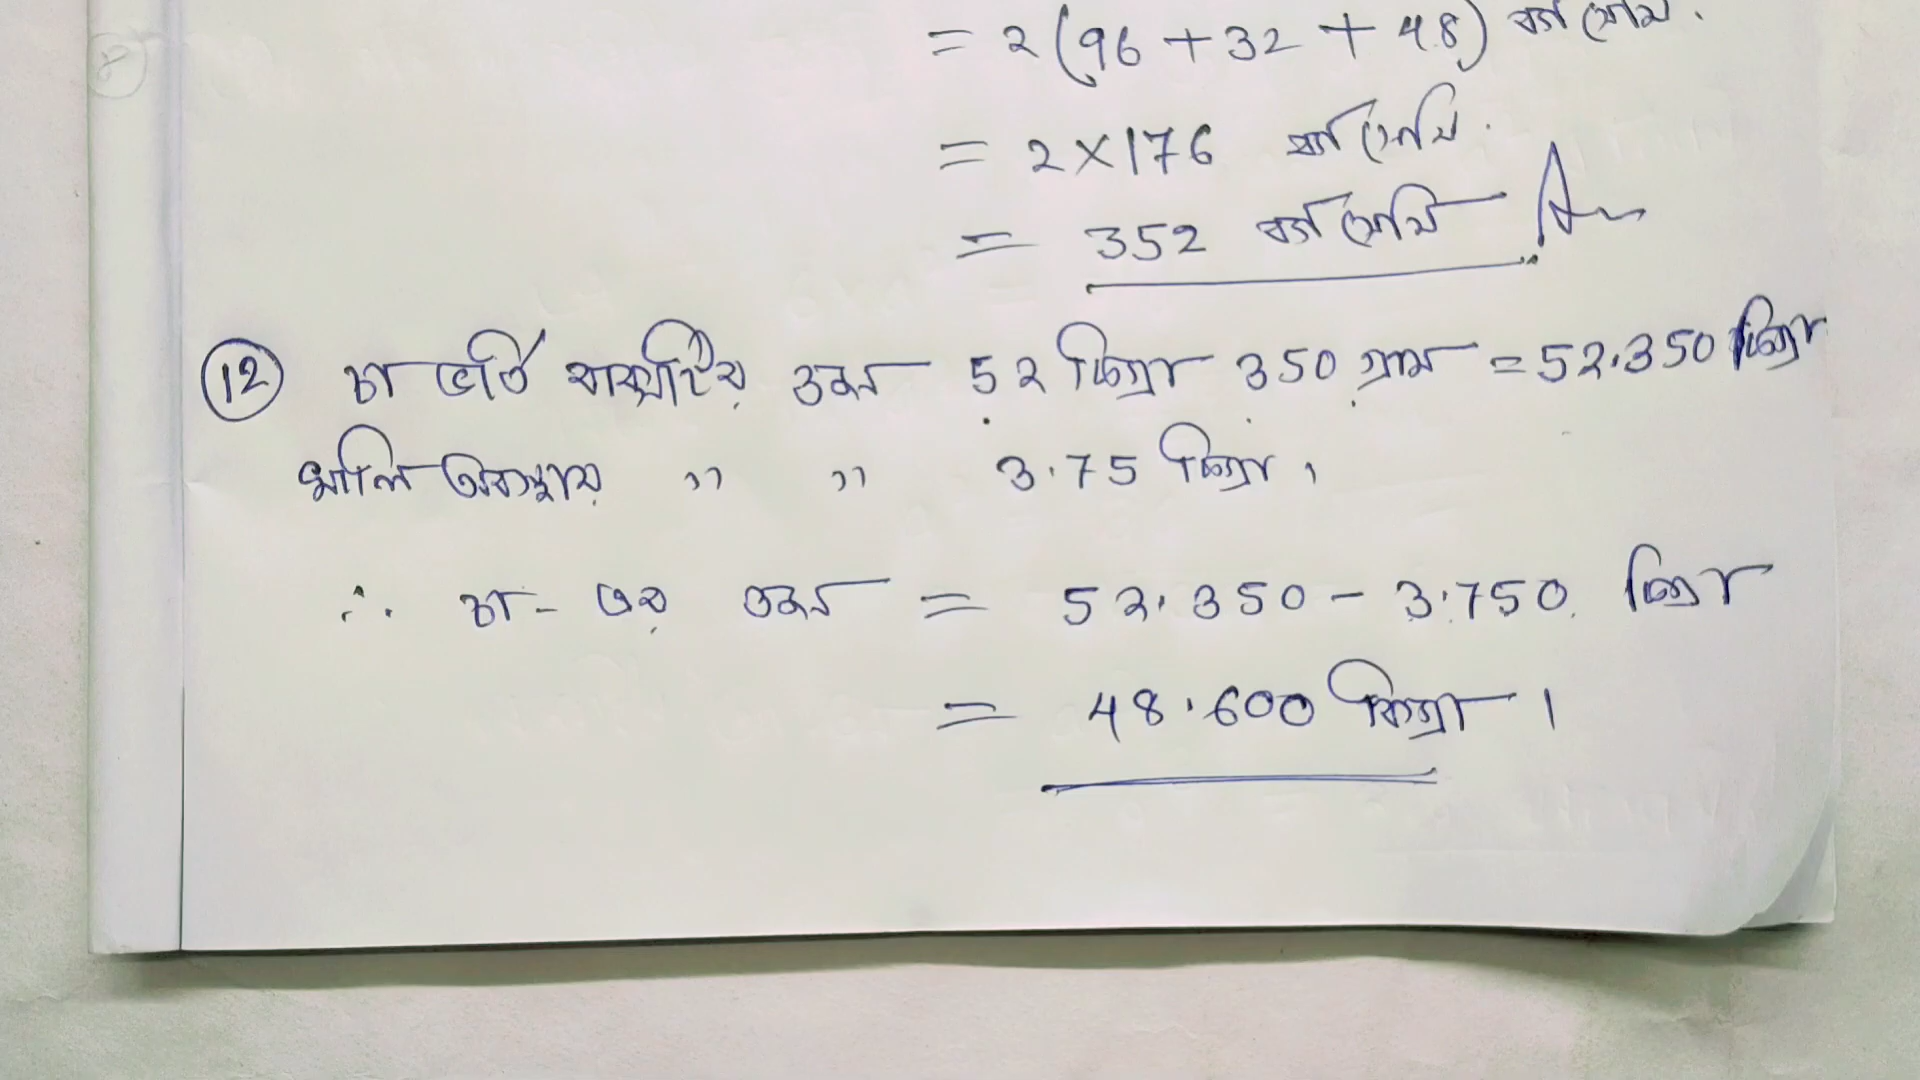 = 2 (96 + 32 + 48) বর্গ সেমি.
= 2 × 176 বর্গ সেমি.
= 352 বর্গ সেমি Ans
(12) চা ভর্তি বাক্সটির ওজন 52 কিগ্রা 350 গ্রাম = 52.350 কিগ্রা
খালি অবস্থায় " " 3.75 কিগ্রা।
∴ চা-এর ওজন = 52.350 - 3.750 কিগ্রা
= 48.600 কিগ্রা।